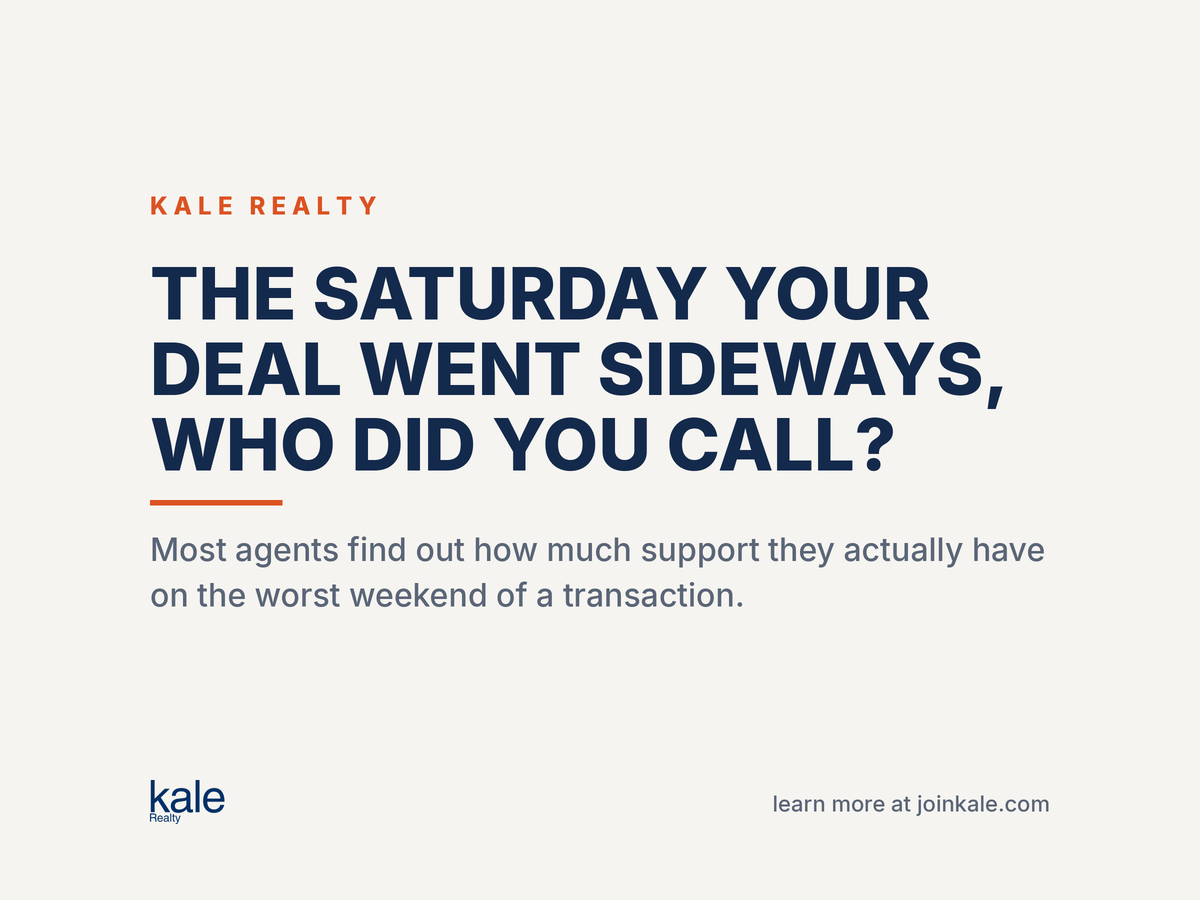 KALE REALTY
THE SATURDAY YOUR
DEAL WENT SIDEWAYS,
WHO DID YOU CALL?
Most agents find out how much support they actually have
on the worst weekend of a transaction.
kale
Realty
learn more at joinkale.com